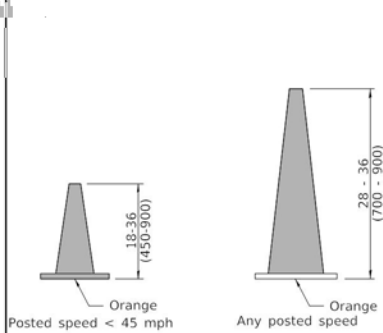 18-36
(450-900)
Orange
Posted speed < 45 mph
28 - 36
(700 - 900)
Orange
Any posted speed